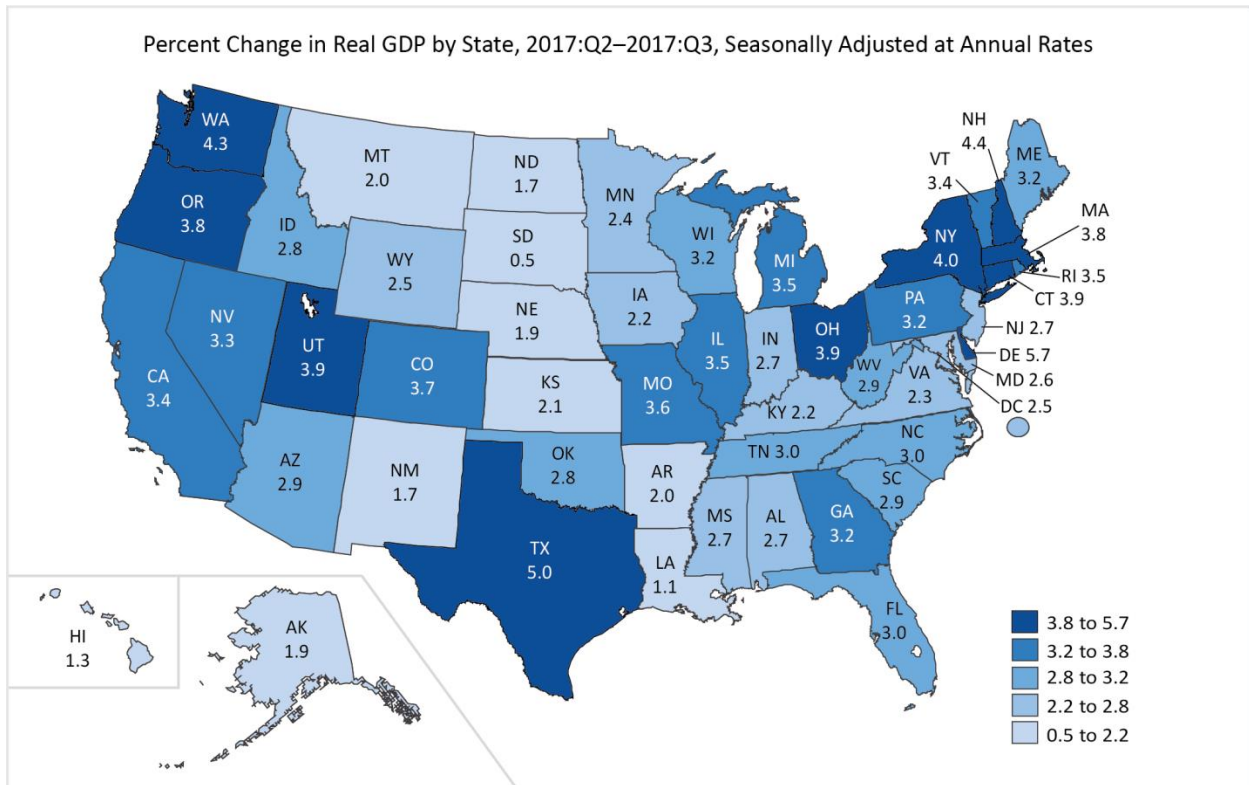 Percent Change in Real GDP by State, 2017:Q2–2017:Q3, Seasonally Adjusted at Annual Rates
WA
4.3
OR
3.8
CA
3.4
NV
3.3
ID
2.8
MT
2.0
WY
2.5
UT
3.9
CO
3.7
AZ
2.9
NM
1.7
ND
1.7
SD
0.5
NE
1.9
KS
2.1
OK
2.8
TX
5.0
MN
2.4
IA
2.2
MO
3.6
AR
2.0
LA
1.1
WI
3.2
IL
3.5
MI
3.5
IN
2.7
OH
3.9
KY 2.2
TN 3.0
MS
2.7
AL
2.7
GA
3.2
FL
3.0
SC
2.9
NC
3.0
VA
2.3
WV
2.9
PA
3.2
NY
4.0
VT
3.4
NH
4.4
ME
3.2
MA
3.8
RI 3.5
CT 3.9
NJ 2.7
DE 5.7
MD 2.6
DC 2.5
HI
1.3
AK
1.9
3.8 to 5.7
3.2 to 3.8
2.8 to 3.2
2.2 to 2.8
0.5 to 2.2